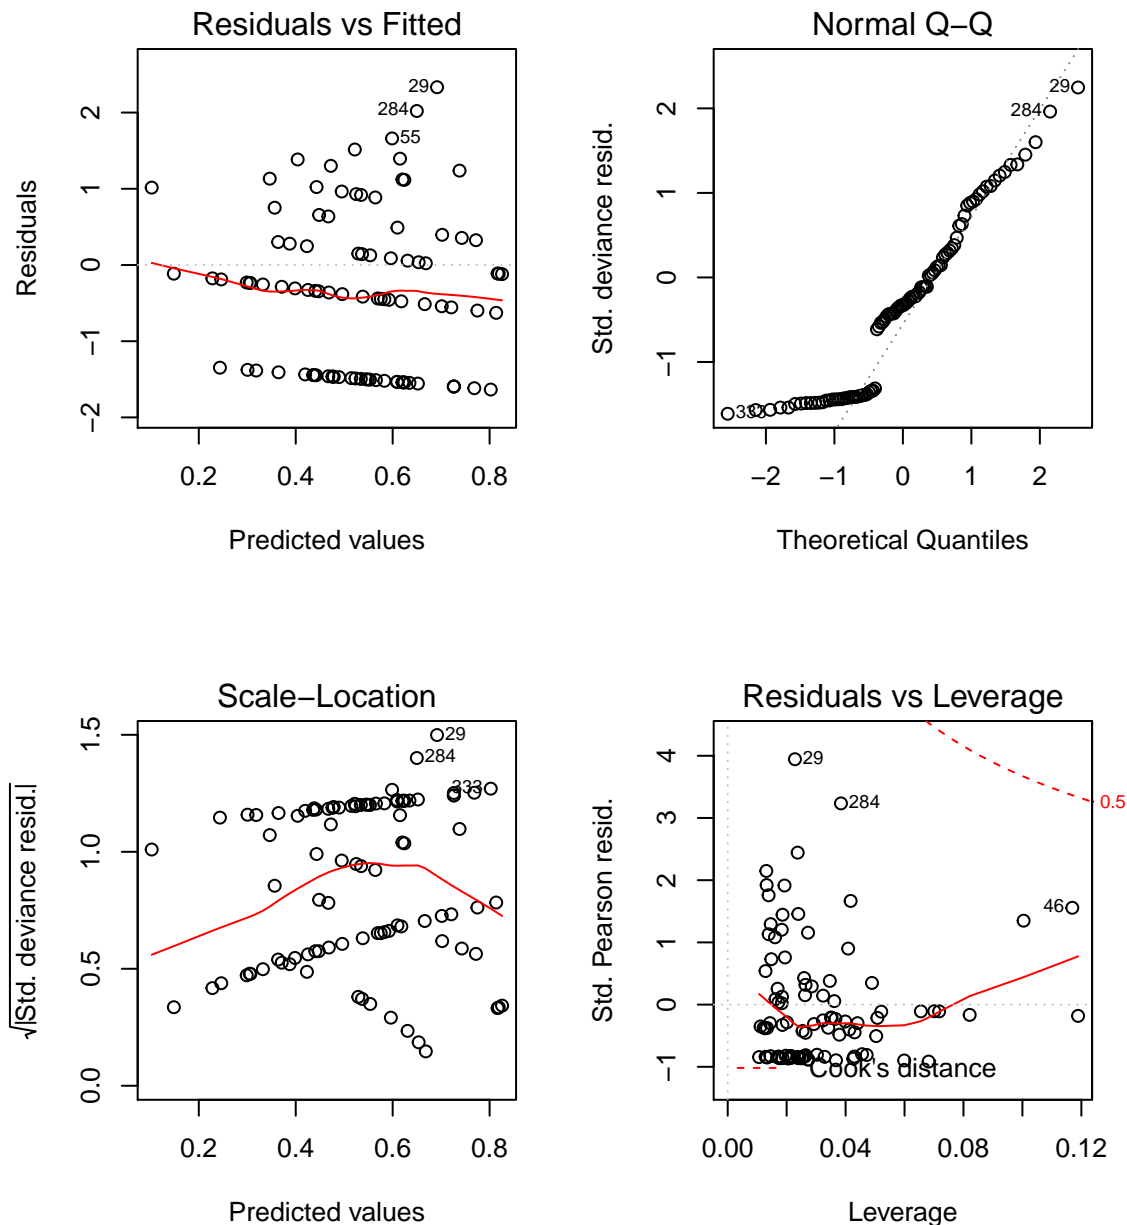 Residuals vs Fitted
Residuals
2
1
0
−1
−2
29
284
55
0.2 0.4 0.6 0.8
Predicted values
Normal Q−Q
Std. deviance resid.
2
1
0
−1
29
284
333
−2 −1 0 1 2
Theoretical Quantiles
Scale−Location
√|Std. deviance resid.|
1.5
1.0
0.5
0.0
29
284
333
0.2 0.4 0.6 0.8
Predicted values
Residuals vs Leverage
Std. Pearson resid.
4
3
2
1
0
−1
29
284
46
0.5
Cook's distance
0.00 0.04 0.08 0.12
Leverage